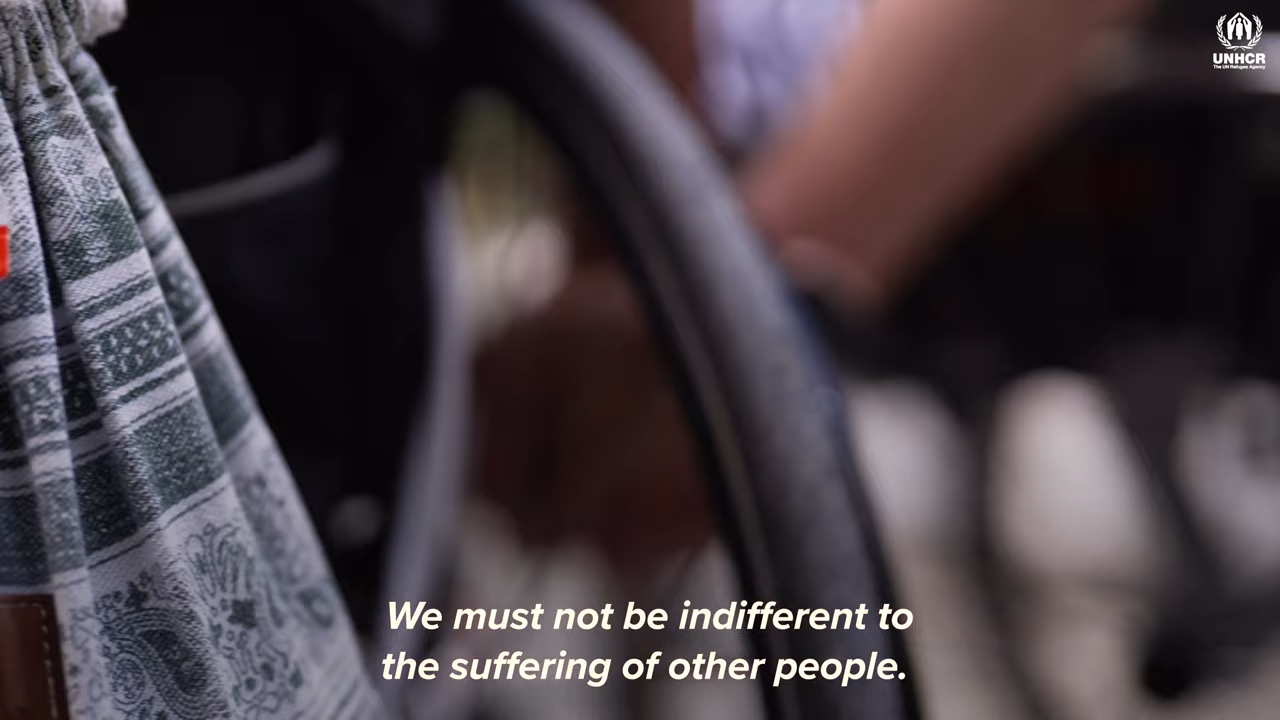 UNHCR
The UN Refugee Agency
We must not be indifferent to
the suffering of other people.